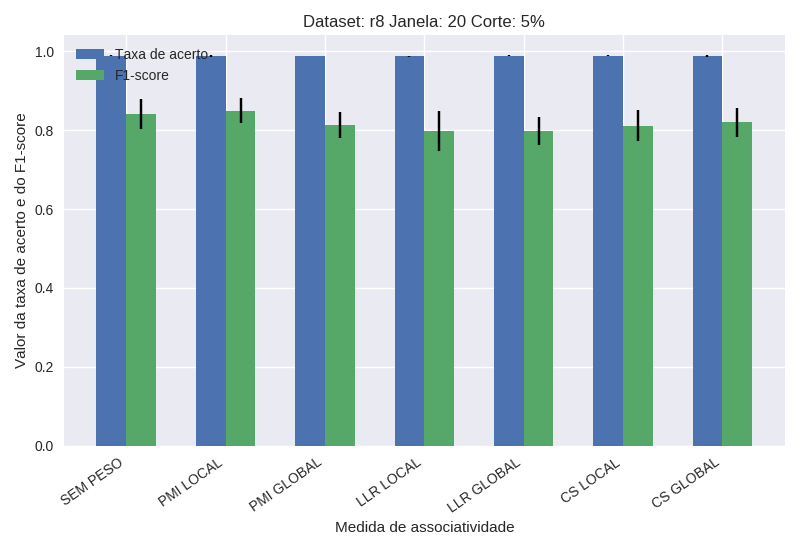 Dataset: r8 Janela: 20 Corte: 5%
Taxa de acerto
F1-score
Valor da taxa de acerto e do F1-score
1.0
0.8
0.6
0.4
0.2
0.0
SEM PESO
PMI LOCAL
PMI GLOBAL
LLR LOCAL
LLR GLOBAL
CS LOCAL
CS GLOBAL
Medida de associatividade